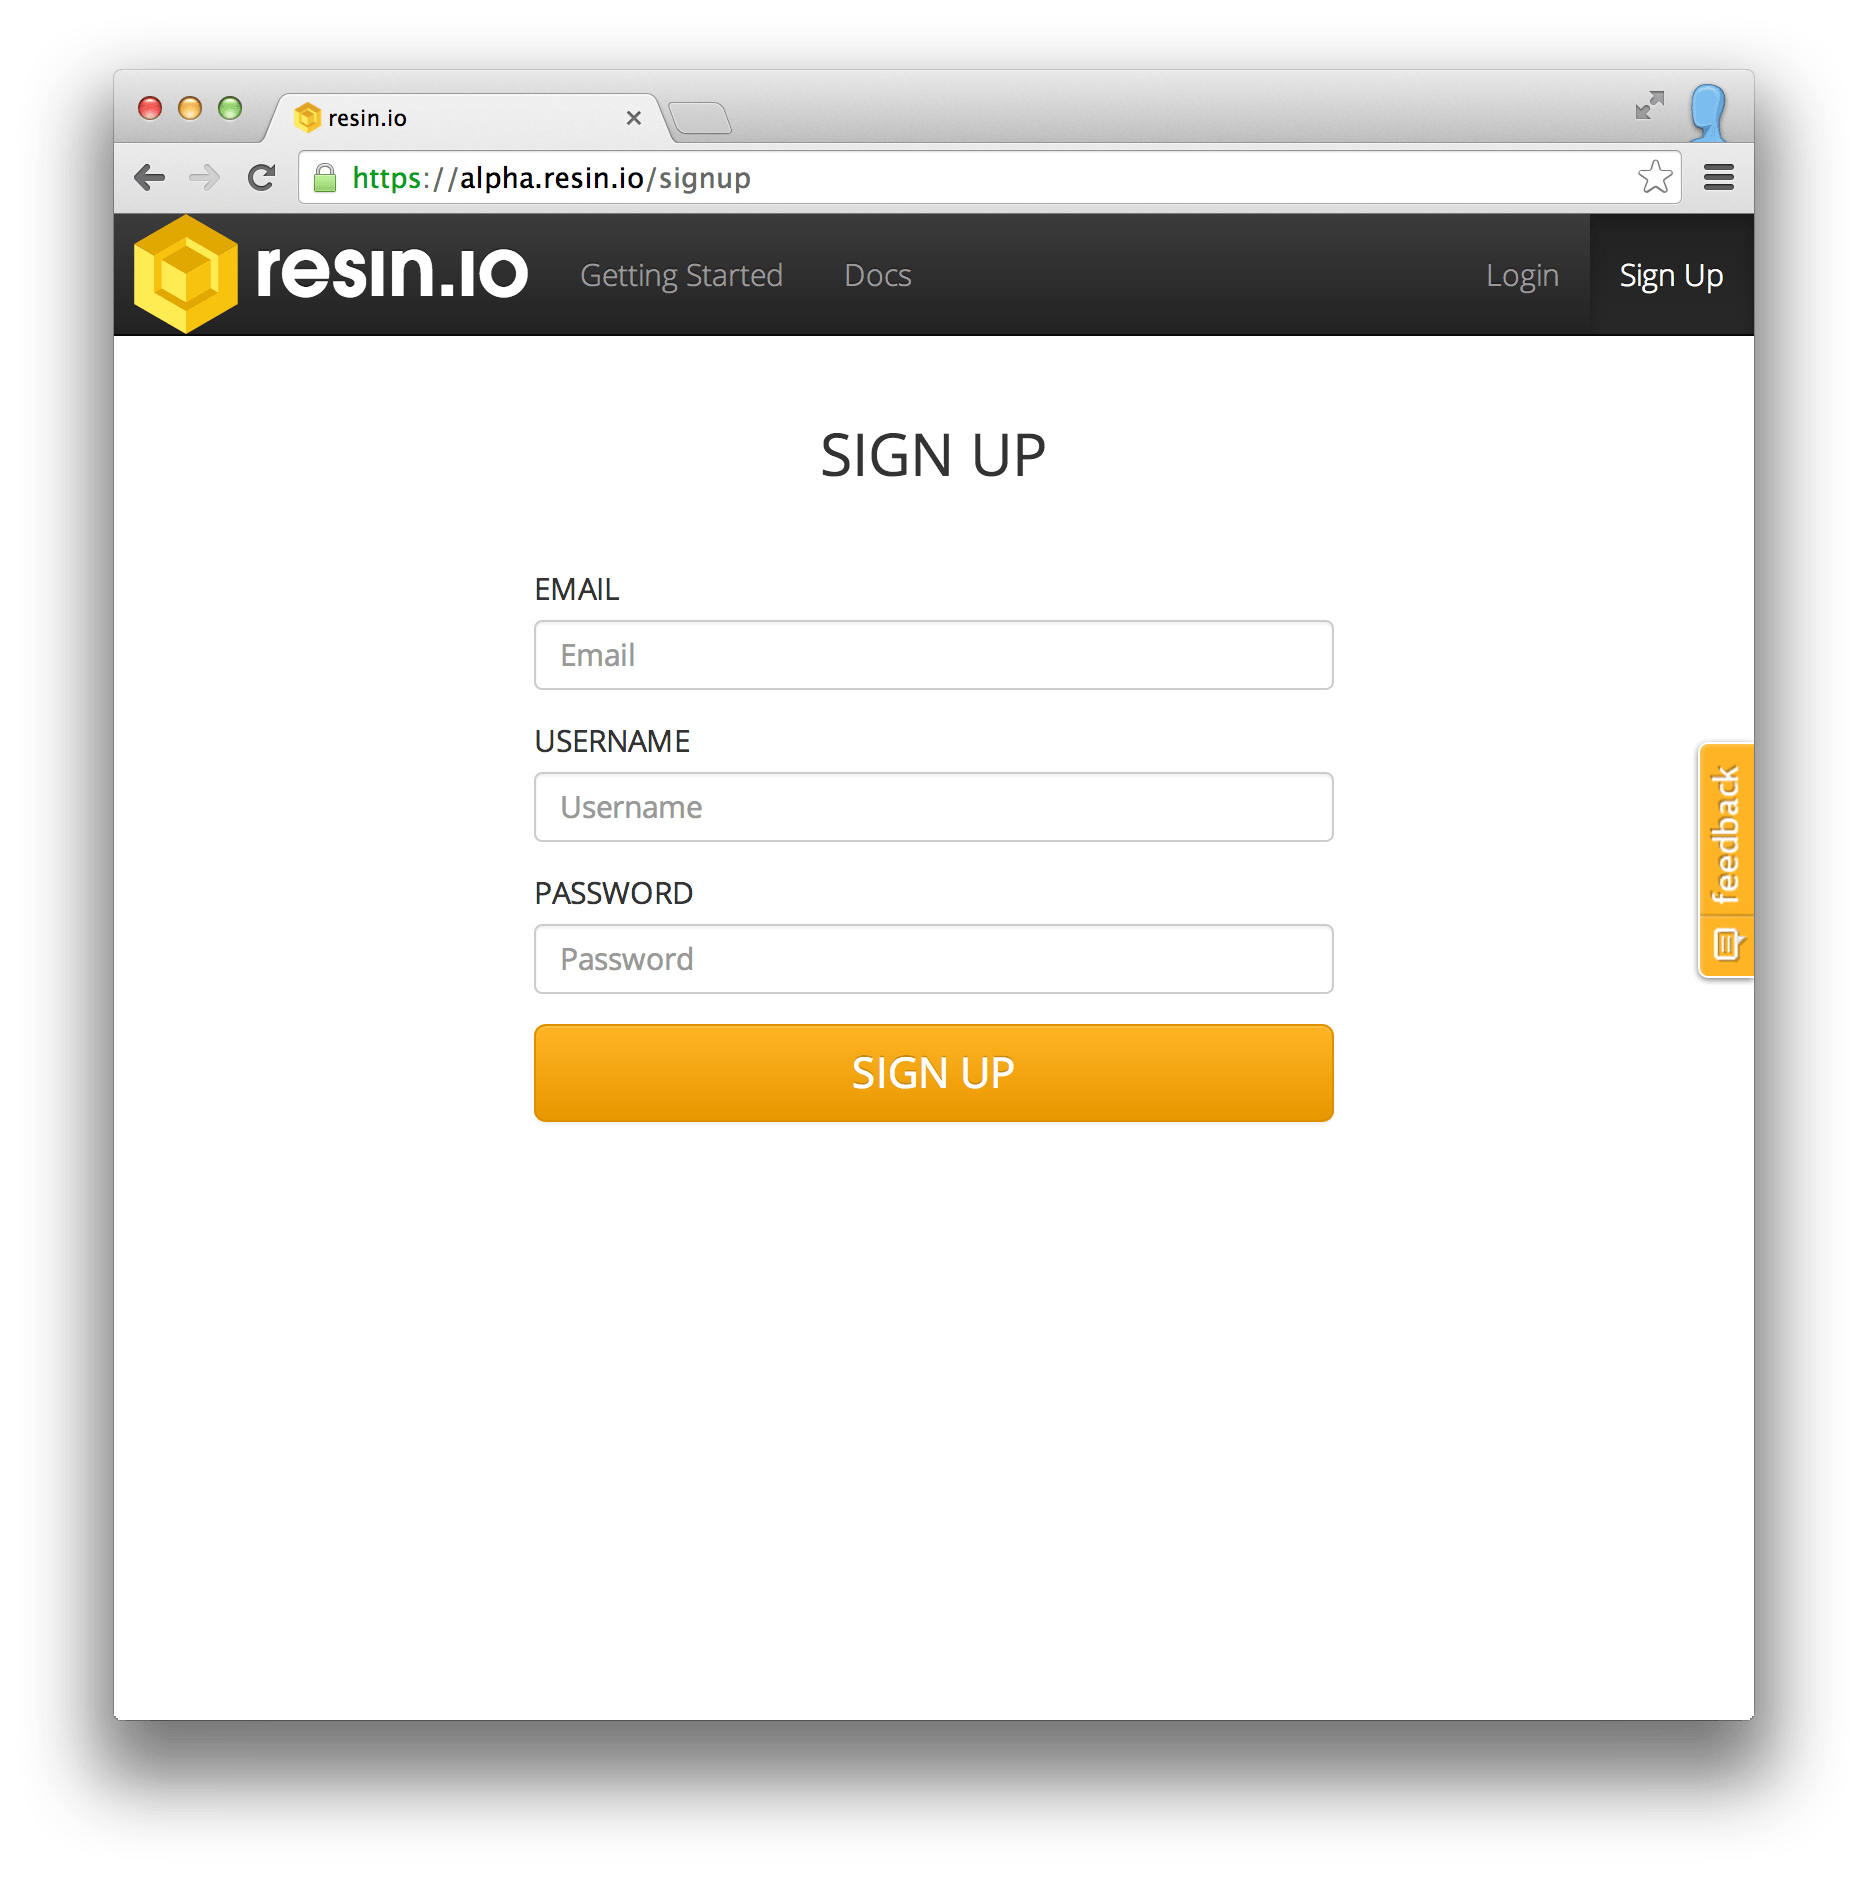 resin.io
https://alpha.resin.io/signup
resin.io Getting Started Docs Login Sign Up
SIGN UP
EMAIL
Email
USERNAME
Username
PASSWORD
Password
SIGN UP
feedback